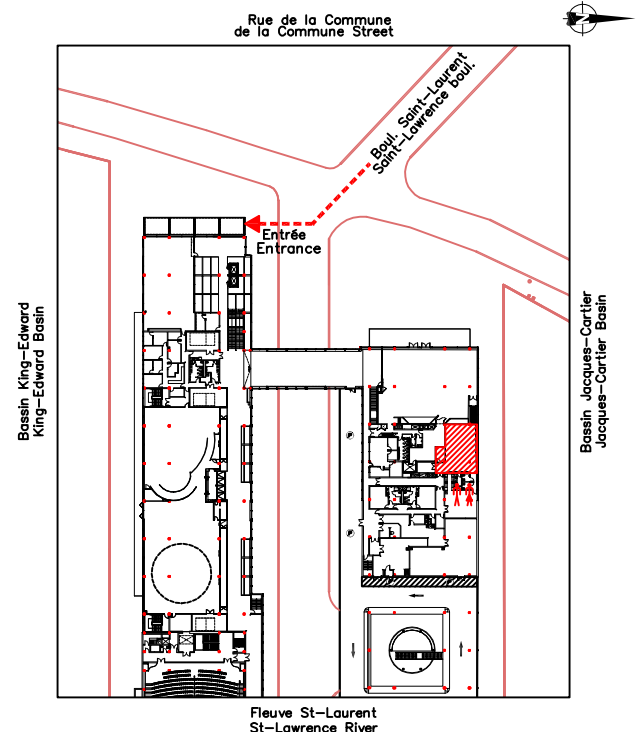 Rue de la Commune
de la Commune Street
N
Boul. Saint-Laurent
Saint-Lawrence boul.
Entrée
Entrance
Bassin King-Edward
King-Edward Basin
Bassin Jacques-Cartier
Jacques-Cartier Basin
P
P
Fleuve St-Laurent
St-Lawrence River